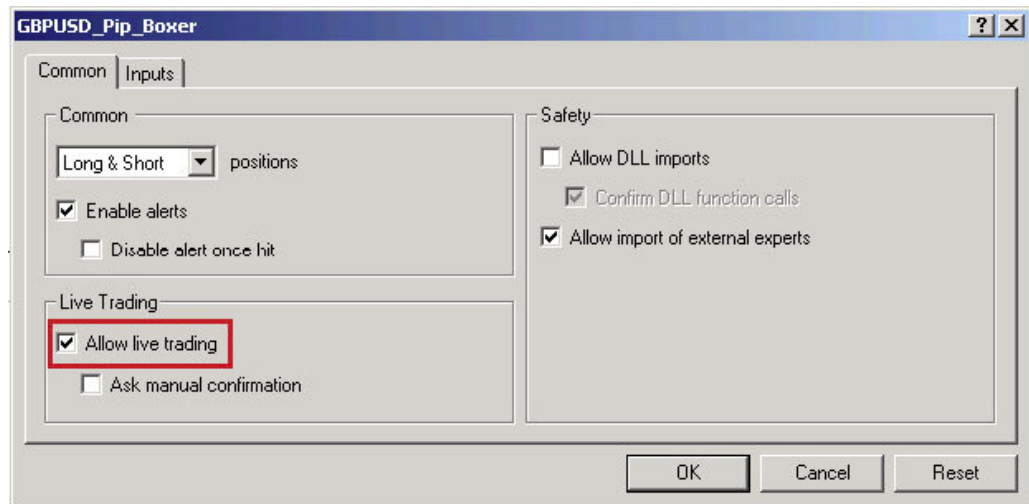 GBPUSD_Pip_Boxer
Common
Inputs
Common
Long & Short positions
Enable alerts
Disable alert once hit
Live Trading
Allow live trading
Ask manual confirmation
Safety
Allow DLL imports
Confirm DLL function calls
Allow import of external experts
OK
Cancel
Reset